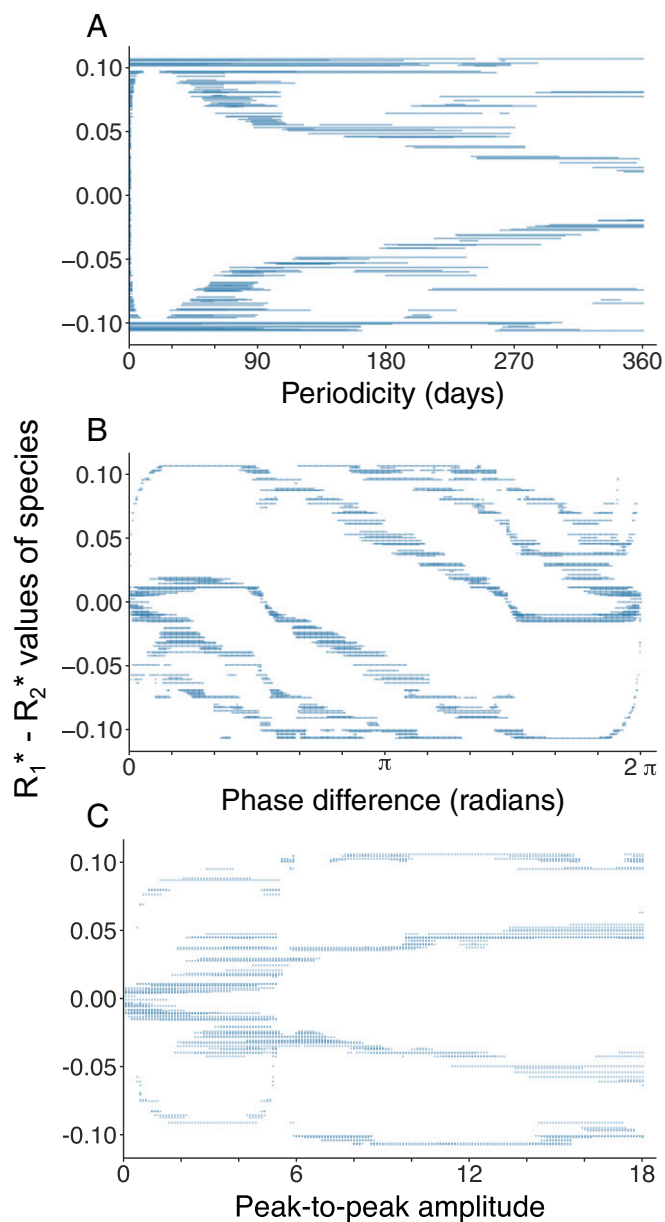 A
0.10
0.05
0.00
−0.05
−0.10
0 90 180 270 360
Periodicity (days)
R₁* - R₂* values of species
B
0.10
0.05
0.00
−0.05
−0.10
0 π 2 π
Phase difference (radians)
C
0.10
0.05
0.00
-0.05
-0.10
0 6 12 18
Peak-to-peak amplitude